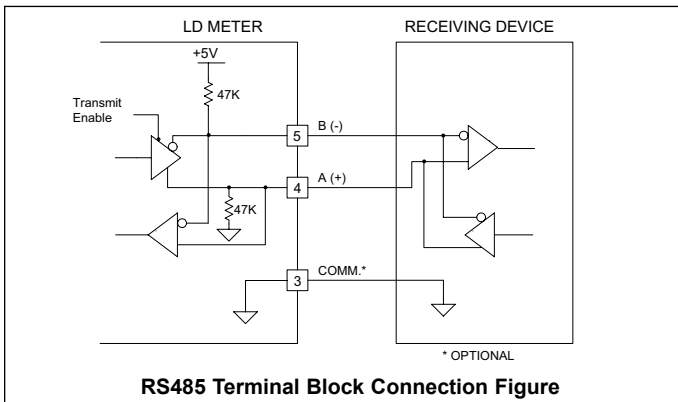 LD METER
RECEIVING DEVICE
+5V
47K
Transmit
Enable
5
B (-)
4
A (+)
47K
3
COMM.*
* OPTIONAL
RS485 Terminal Block Connection Figure